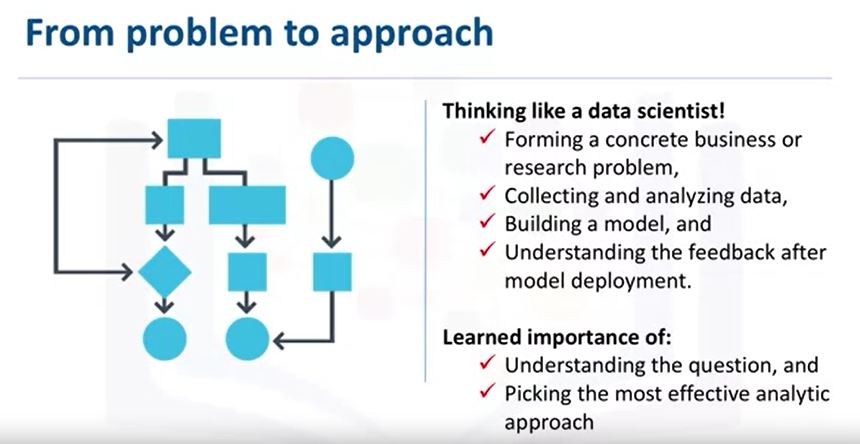 From problem to approach
Thinking like a data scientist!
✓ Forming a concrete business or
research problem,
✓ Collecting and analyzing data,
✓ Building a model, and
✓ Understanding the feedback after
model deployment.
Learned importance of:
✓ Understanding the question, and
✓ Picking the most effective analytic
approach